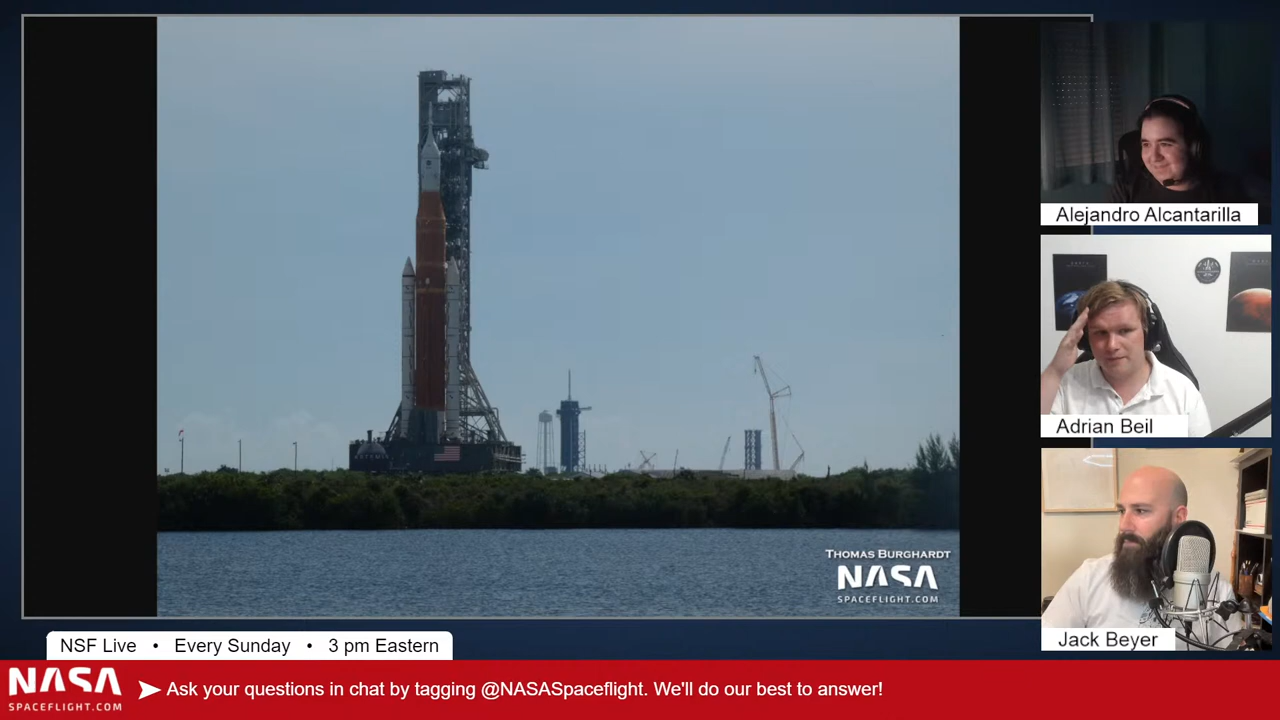 Alejandro Alcantarilla
Adrian Beil
THOMAS BURGHARDT
NASA
SPACEFLIGHT.COM
Jack Beyer
NSF Live • Every Sunday • 3 pm Eastern
NASA
SPACEFLIGHT.COM
Ask your questions in chat by tagging @NASASpaceflight. We'll do our best to answer!